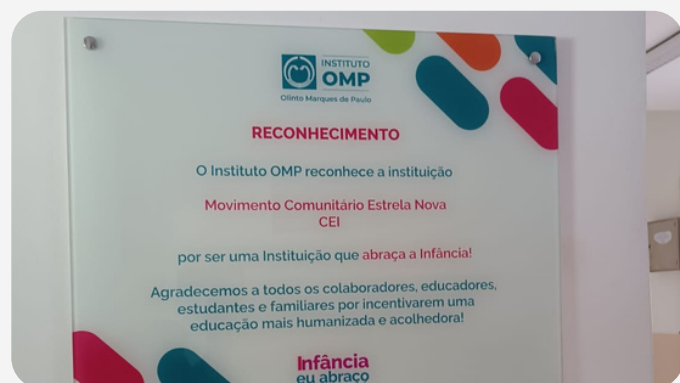 INSTITUTO
OMP
Olinto Marques de Paulo
RECONHECIMENTO
O Instituto OMP reconhece a instituição
Movimento Comunitário Estrela Nova
CEI
por ser uma Instituição que abraça a Infância!
Agradecemos a todos os colaboradores, educadores,
estudantes e familiares por incentivarem uma
educação mais humanizada e acolhedora!
Infância
eu abraço